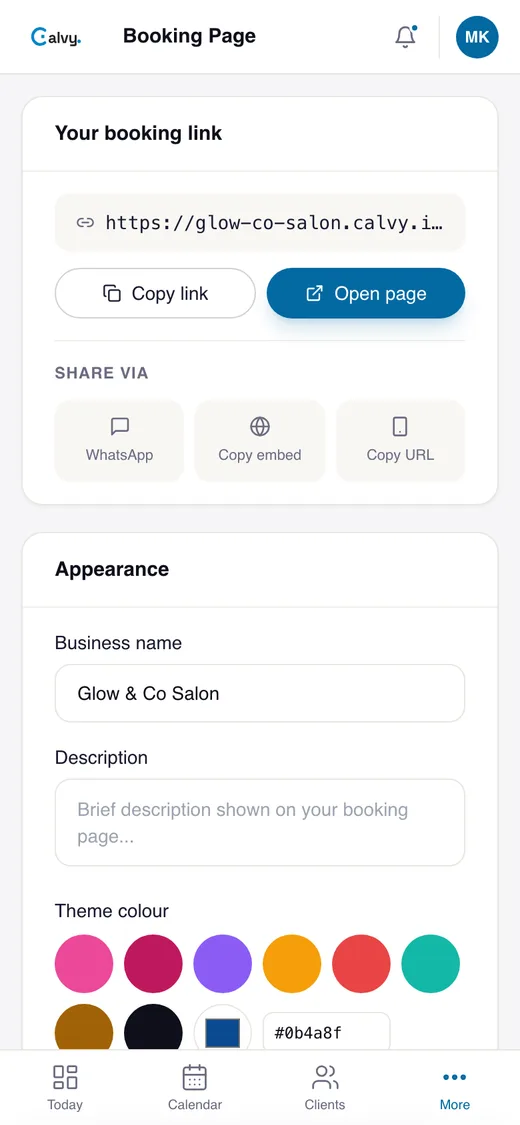 Calvy.
Booking Page
MK
Your booking link
https://glow-co-salon.calvy.i…
Copy link
Open page
SHARE VIA
WhatsApp
Copy embed
Copy URL
Appearance
Business name
Glow & Co Salon
Description
Brief description shown on your booking
page...
Theme colour
#0b4a8f
Today
Calendar
Clients
More